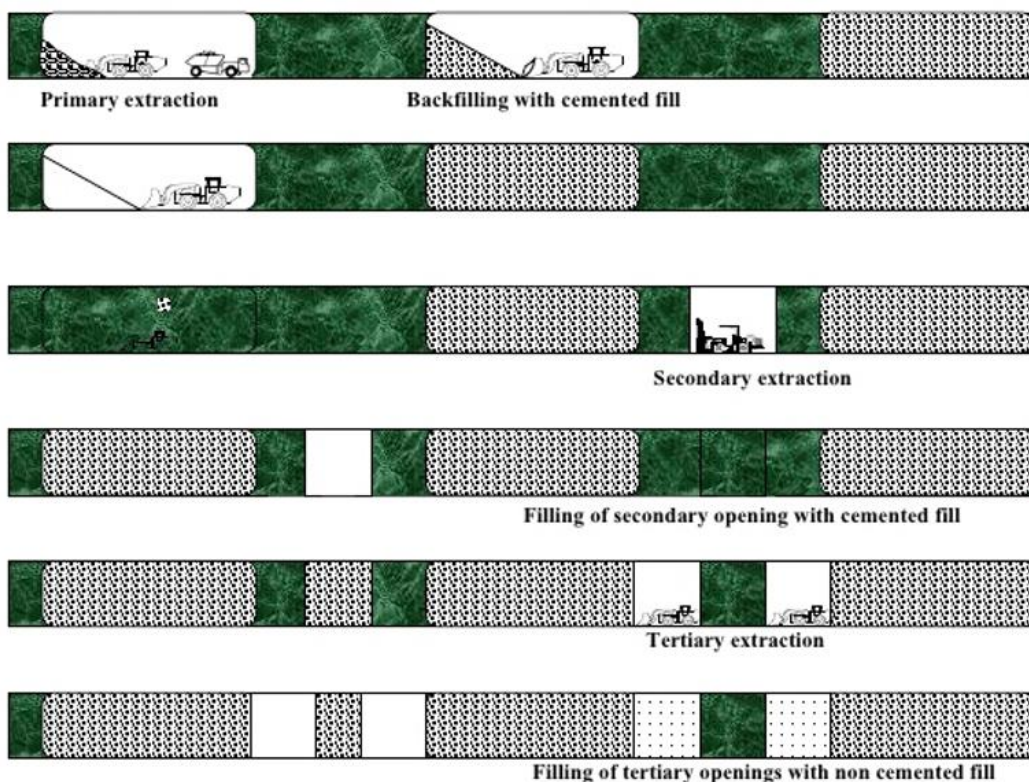 Primary extraction
Backfilling with cemented fill
Secondary extraction
Filling of secondary opening with cemented fill
Tertiary extraction
Filling of tertiary openings with non cemented fill